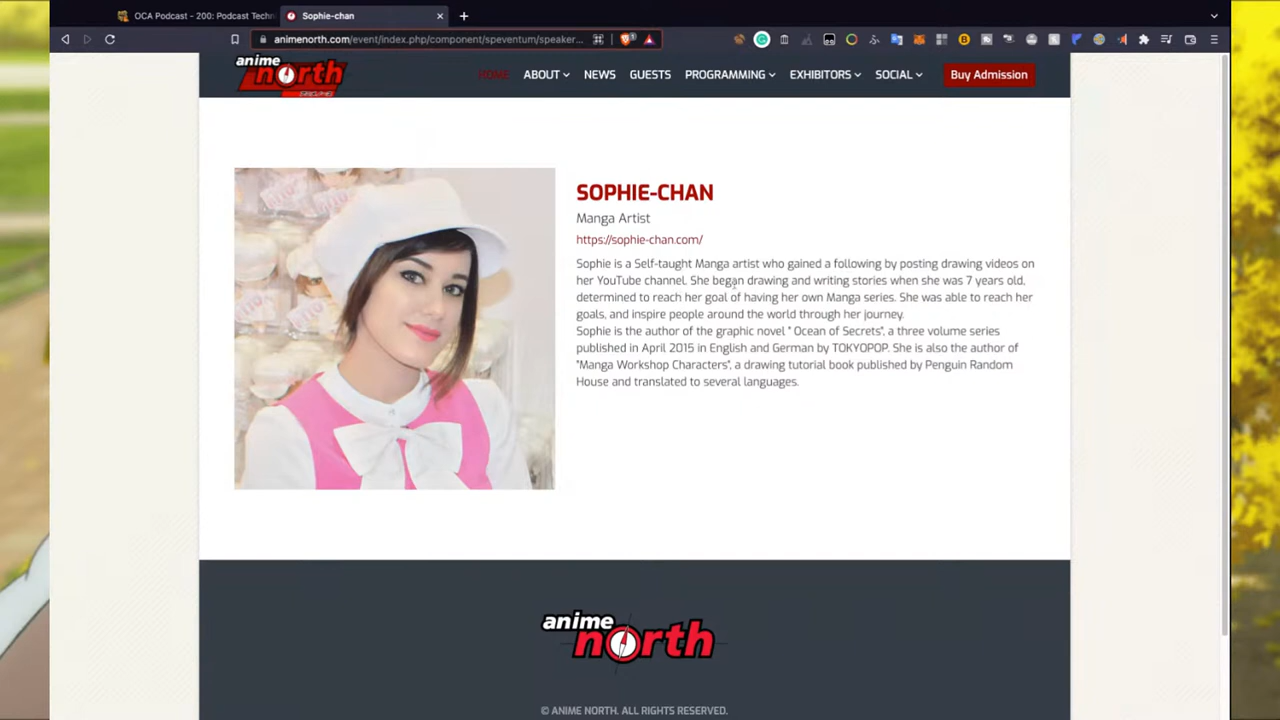 OCA Podcast - 200: Podcast Techn
Sophie-chan
animenorth.com/event/index.php/component/speventum/speaker...
anime
north
HOME ABOUT NEWS GUESTS PROGRAMMING EXHIBITORS SOCIAL Buy Admission
SOPHIE-CHAN
Manga Artist
https://sophie-chan.com/
Sophie is a Self-taught Manga artist who gained a following by posting drawing videos on
her YouTube channel. She began drawing and writing stories when she was 7 years old,
determined to reach her goal of having her own Manga series. She was able to reach her
goals, and inspire people around the world through her journey.
Sophie is the author of the graphic novel " Ocean of Secrets", a three volume series
published in April 2015 in English and German by TOKYOPOP. She is also the author of
"Manga Workshop Characters", a drawing tutorial book published by Penguin Random
House and translated to several languages.
anime
north
© ANIME NORTH. ALL RIGHTS RESERVED.